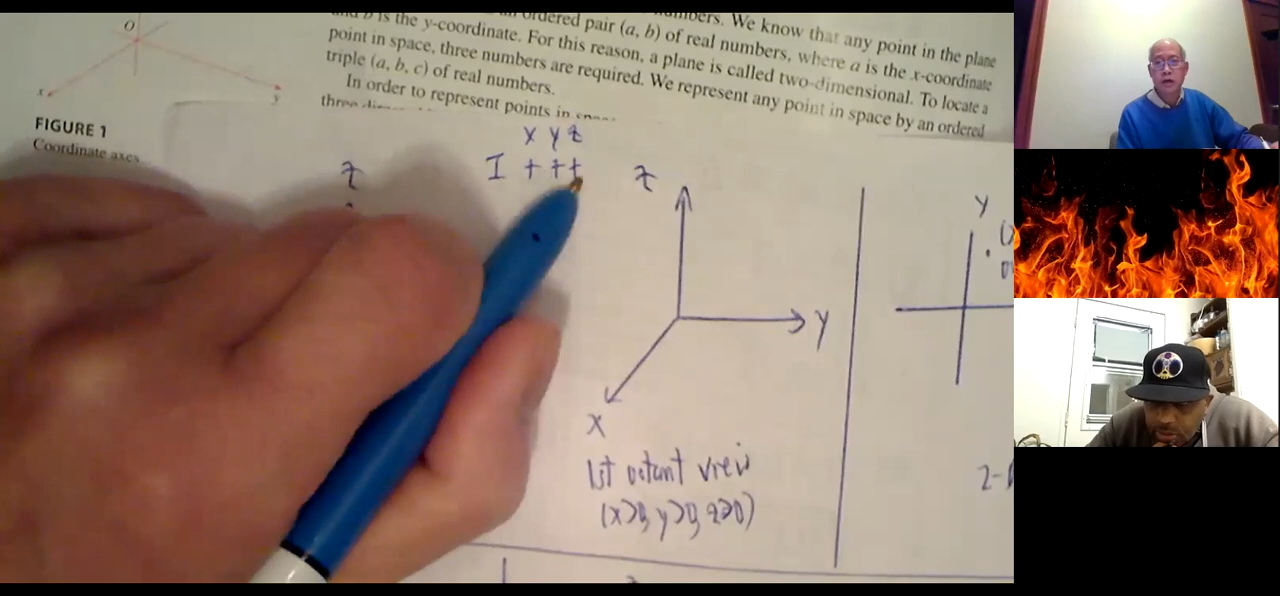 ordered pair (a, b) of real numbers. We know that any point in the plane
is the y-coordinate. For this reason, a plane is called two-dimensional. To locate a
where a is the x-coordinate
point in space, three numbers are required. We represent any point in space by an ordered
triple (a, b, c) of real numbers.
In order to represent points in
O
x
y
FIGURE 1
Coordinate axes
x y z
I + + +
z
z
y
x
1st octant view
(x>0, y>0, z>0)
y